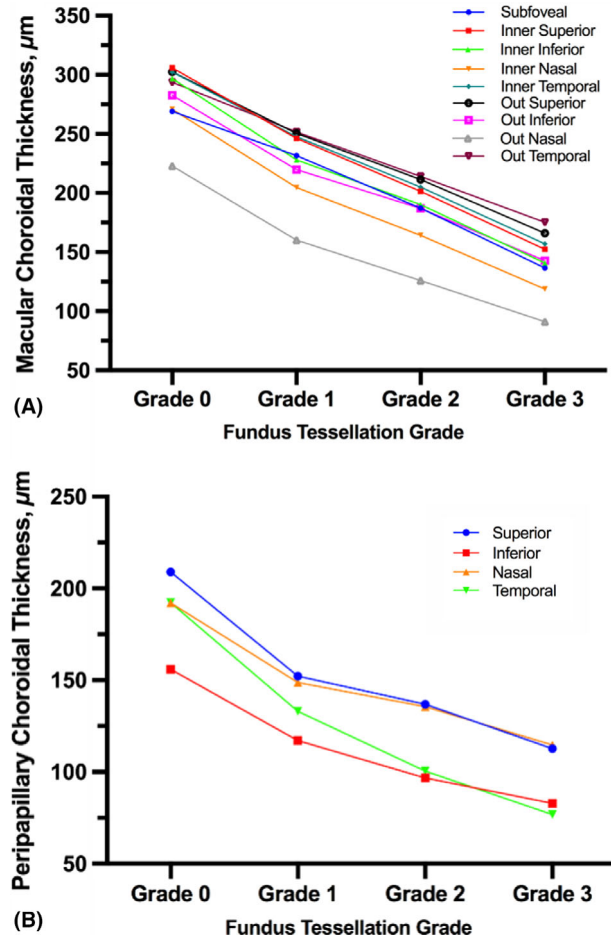 Macular Choroidal Thickness, µm
350
300
250
200
150
100
50
Subfoveal
Inner Superior
Inner Inferior
Inner Nasal
Inner Temporal
Out Superior
Out Inferior
Out Nasal
Out Temporal
(A)
Grade 0 Grade 1 Grade 2 Grade 3
Fundus Tessellation Grade
Peripapillary Choroidal Thickness, µm
250
200
150
100
50
Superior
Inferior
Nasal
Temporal
Grade 0 Grade 1 Grade 2 Grade 3
(B)
Fundus Tessellation Grade